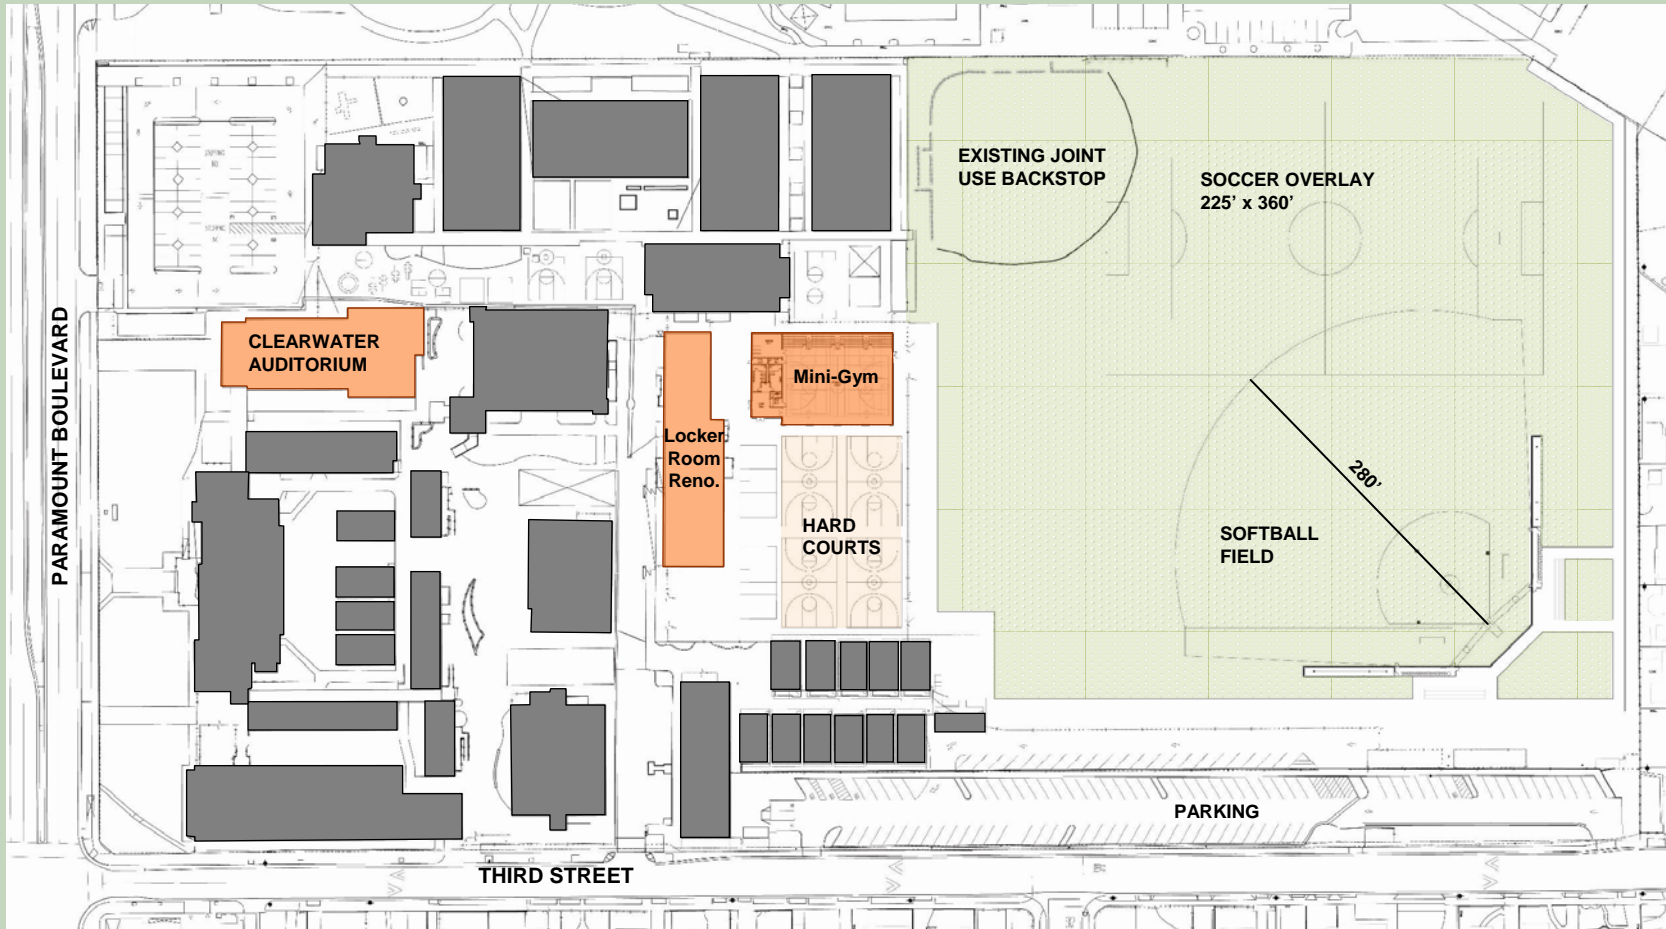 EXISTING JOINT
USE BACKSTOP
SOCCER OVERLAY
225' x 360'
CLEARWATER
AUDITORIUM
Mini-Gym
Locker
Room
Reno.
PARAMOUNT BOULEVARD
280'
HARD
COURTS
SOFTBALL
FIELD
PARKING
THIRD STREET